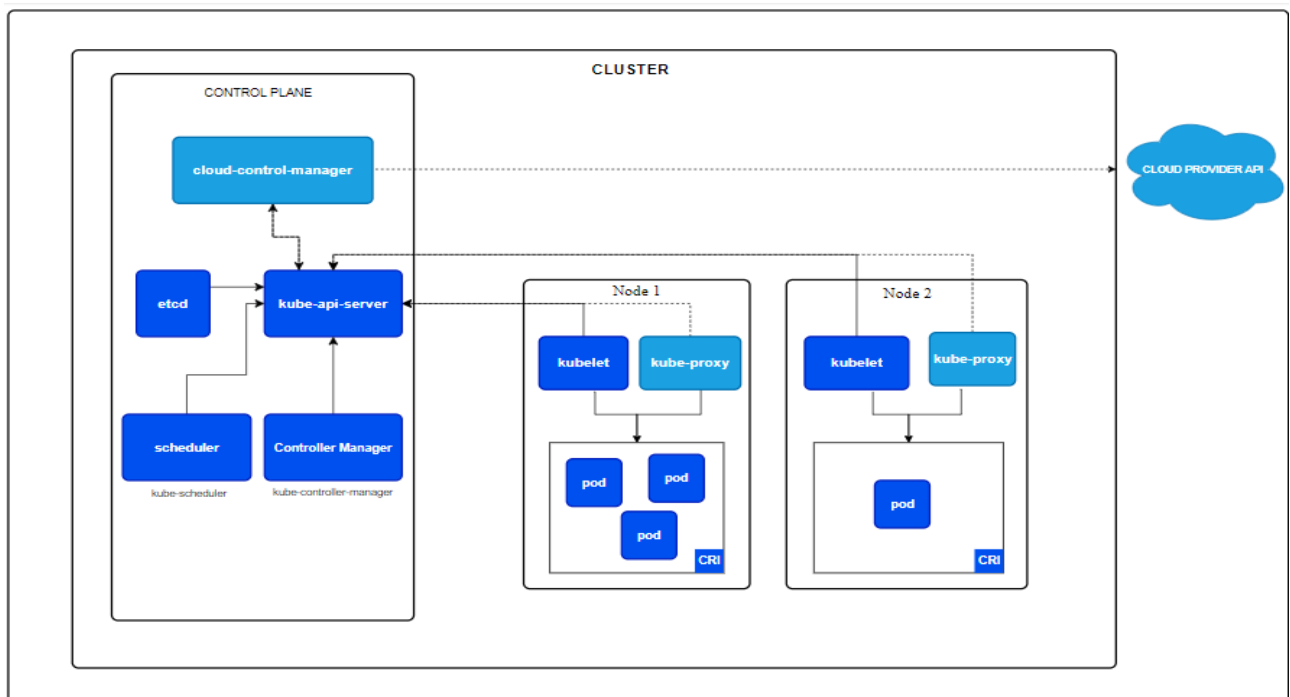 CLUSTER
CONTROL PLANE
cloud-control-manager
CLOUD PROVIDER API
etcd
kube-api-server
scheduler
kube-scheduler
Controller Manager
kube-controller-manager
Node 1
kubelet
kube-proxy
pod
pod
pod
CRI
Node 2
kubelet
kube-proxy
pod
CRI